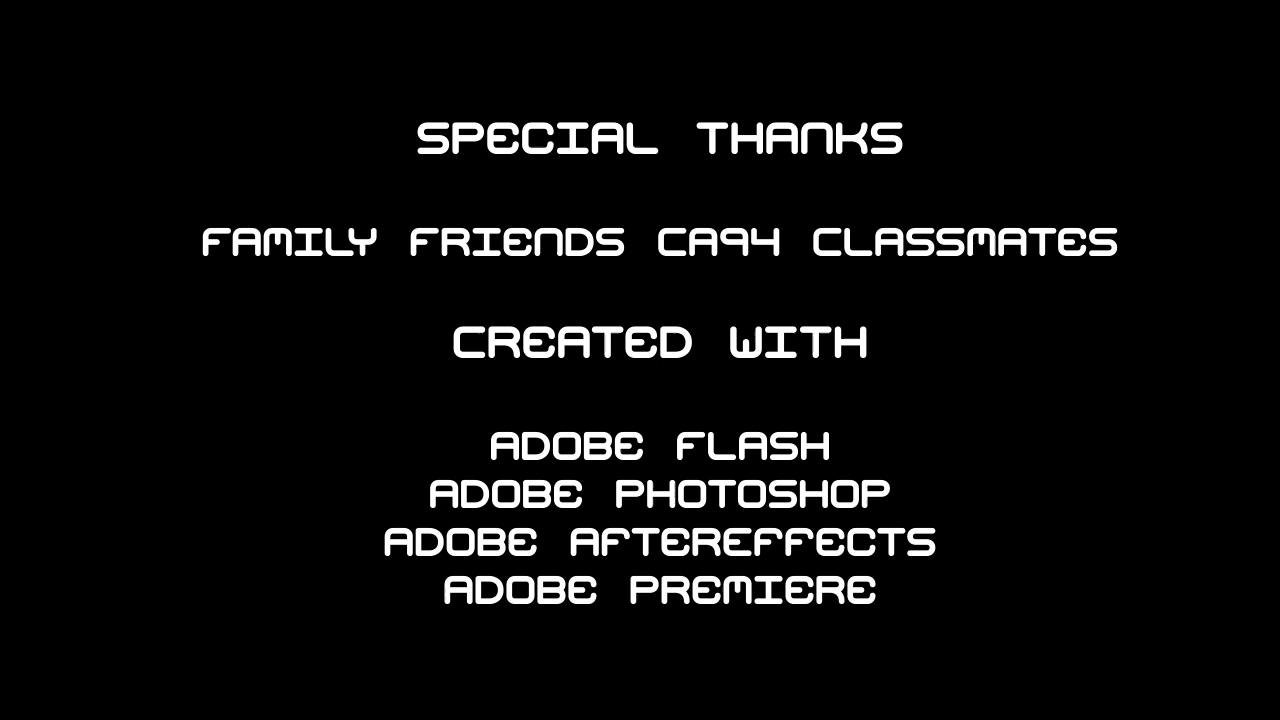 SPECIAL THANKS
FAMILY FRIENDS CA94 CLASSMATES
CREATED WITH
ADOBE FLASH
ADOBE PHOTOSHOP
ADOBE AFTEREFFECTS
ADOBE PREMIERE